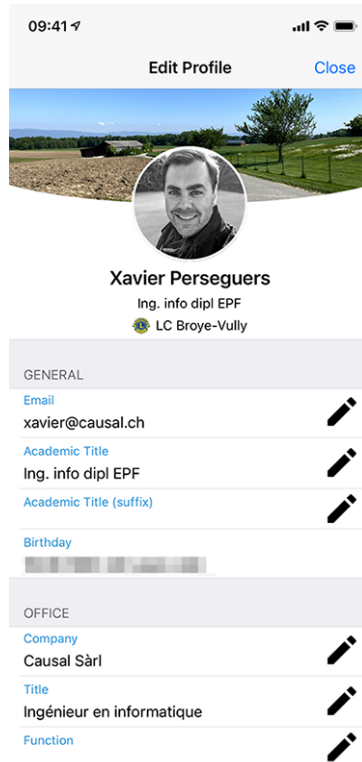 09:41
Edit Profile
Close
Xavier Perseguers
Ing. info dipl EPF
LC Broye-Vully
GENERAL
Email
xavier@causal.ch
Academic Title
Ing. info dipl EPF
Academic Title (suffix)
Birthday
OFFICE
Company
Causal Sàrl
Title
Ingénieur en informatique
Function